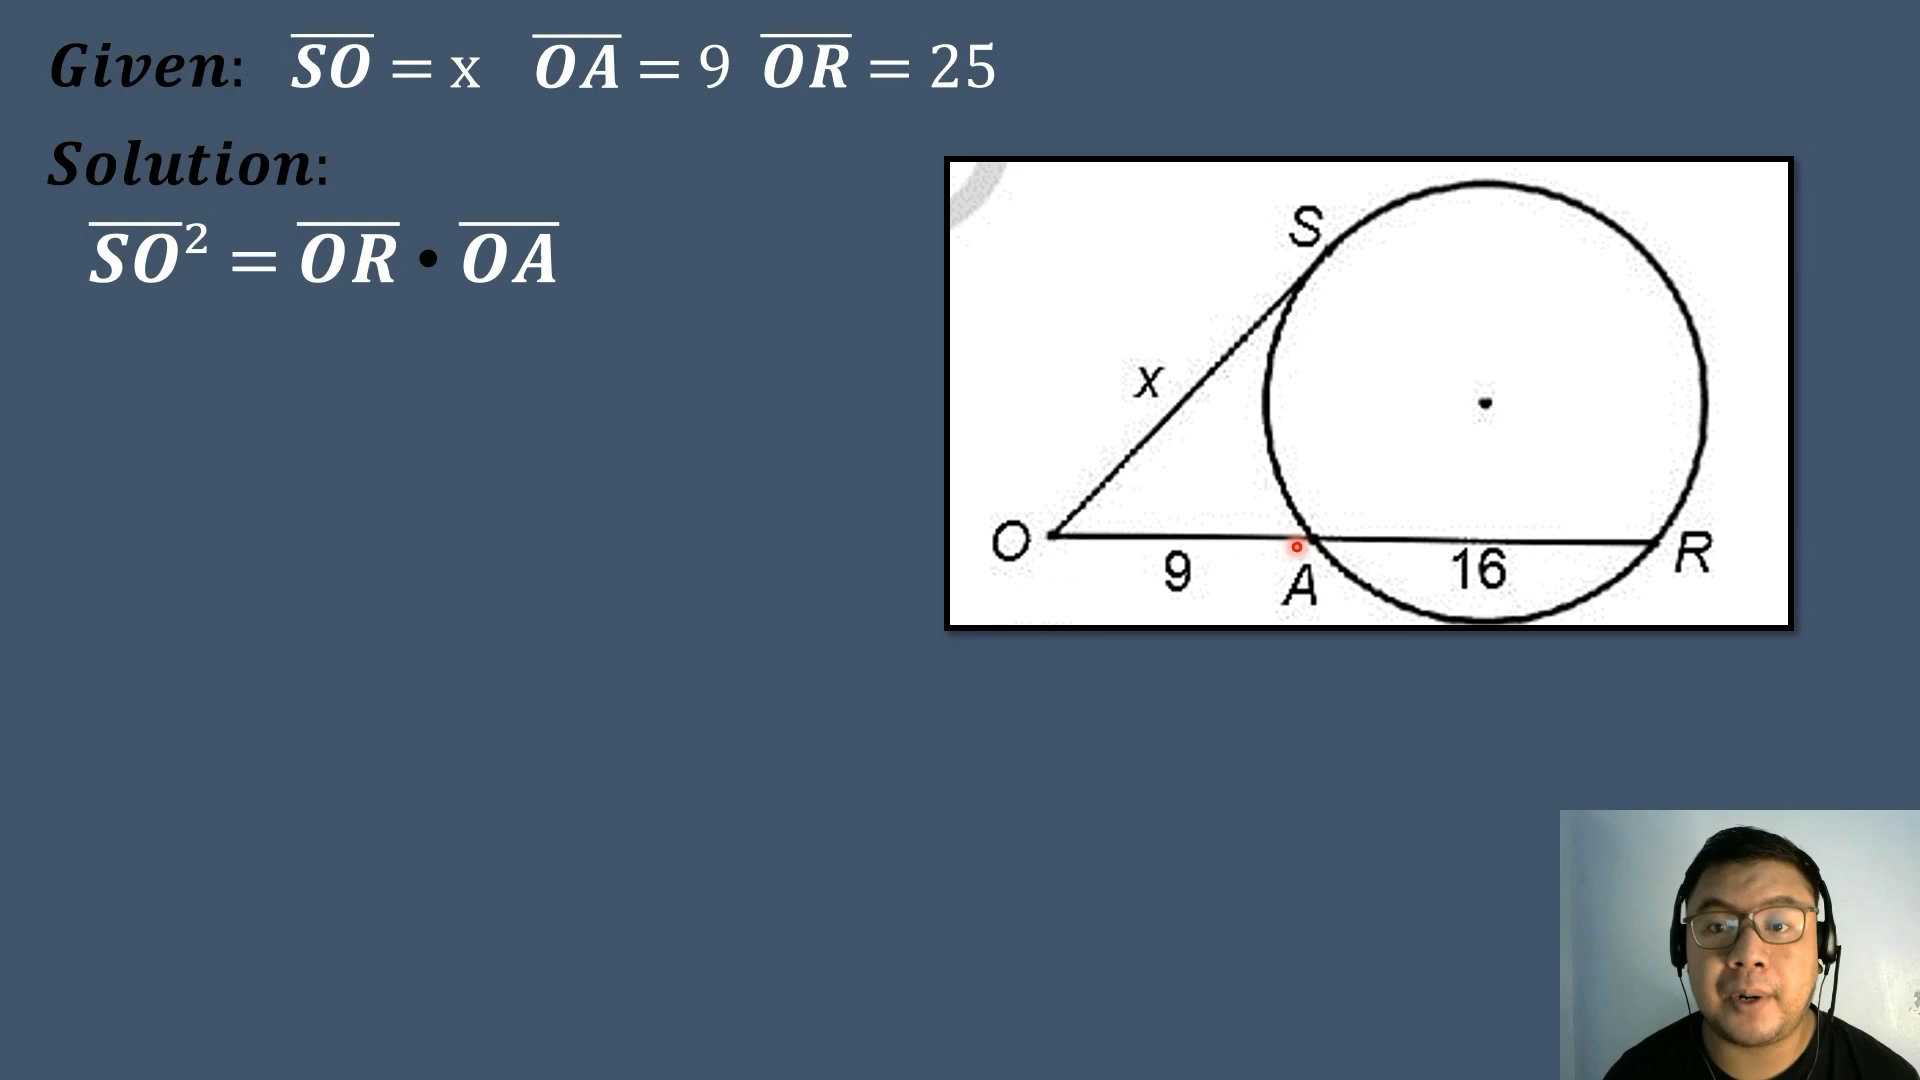 Given: SO = x OA = 9 OR = 25
Solution:
SO² = OR • OA
S
x
O
9
A
16
R